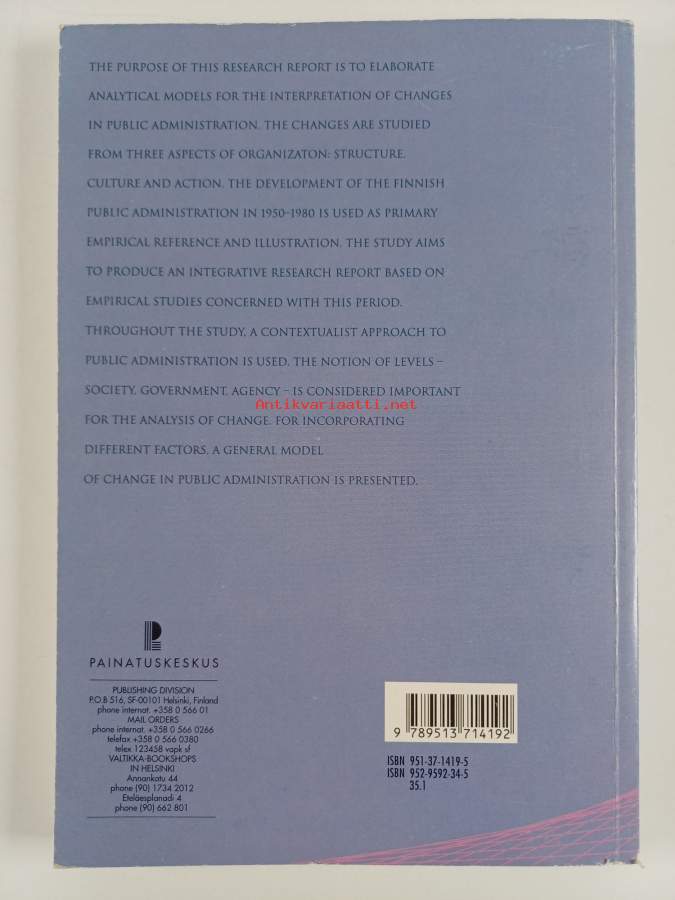 THE PURPOSE OF THIS RESEARCH REPORT IS TO ELABORATE
ANALYTICAL MODELS FOR THE INTERPRETATION OF CHANGES
IN PUBLIC ADMINISTRATION. THE CHANGES ARE STUDIED
FROM THREE ASPECTS OF ORGANIZATON: STRUCTURE,
CULTURE AND ACTION. THE DEVELOPMENT OF THE FINNISH
PUBLIC ADMINISTRATION IN 1950–1980 IS USED AS PRIMARY
EMPIRICAL REFERENCE AND ILLUSTRATION. THE STUDY AIMS
TO PRODUCE AN INTEGRATIVE RESEARCH REPORT BASED ON
EMPIRICAL STUDIES CONCERNED WITH THIS PERIOD.
THROUGHOUT THE STUDY, A CONTEXTUALIST APPROACH TO
PUBLIC ADMINISTRATION IS USED. THE NOTION OF LEVELS –
SOCIETY, GOVERNMENT, AGENCY – IS CONSIDERED IMPORTANT
Antikvariaatti.net
FOR THE ANALYSIS OF CHANGE. FOR INCORPORATING
DIFFERENT FACTORS, A GENERAL MODEL
OF CHANGE IN PUBLIC ADMINISTRATION IS PRESENTED.
PAINATUSKESKUS
PUBLISHING DIVISION
P.O.B 516, SF-00101 Helsinki, Finland
phone internat. +358 0 566 01
MAIL ORDERS
phone internat. +358 0 566 0266
telefax +358 0 566 0380
telex 123458 vapk sf
VALTIKKA-BOOKSHOPS
IN HELSINKI
Annankatu 44
phone (90) 1734 2012
Eteläesplanadi 4
phone (90) 662 801
9 789513 714192
ISBN 951-37-1419-5
ISBN 952-9592-34-5
35.1